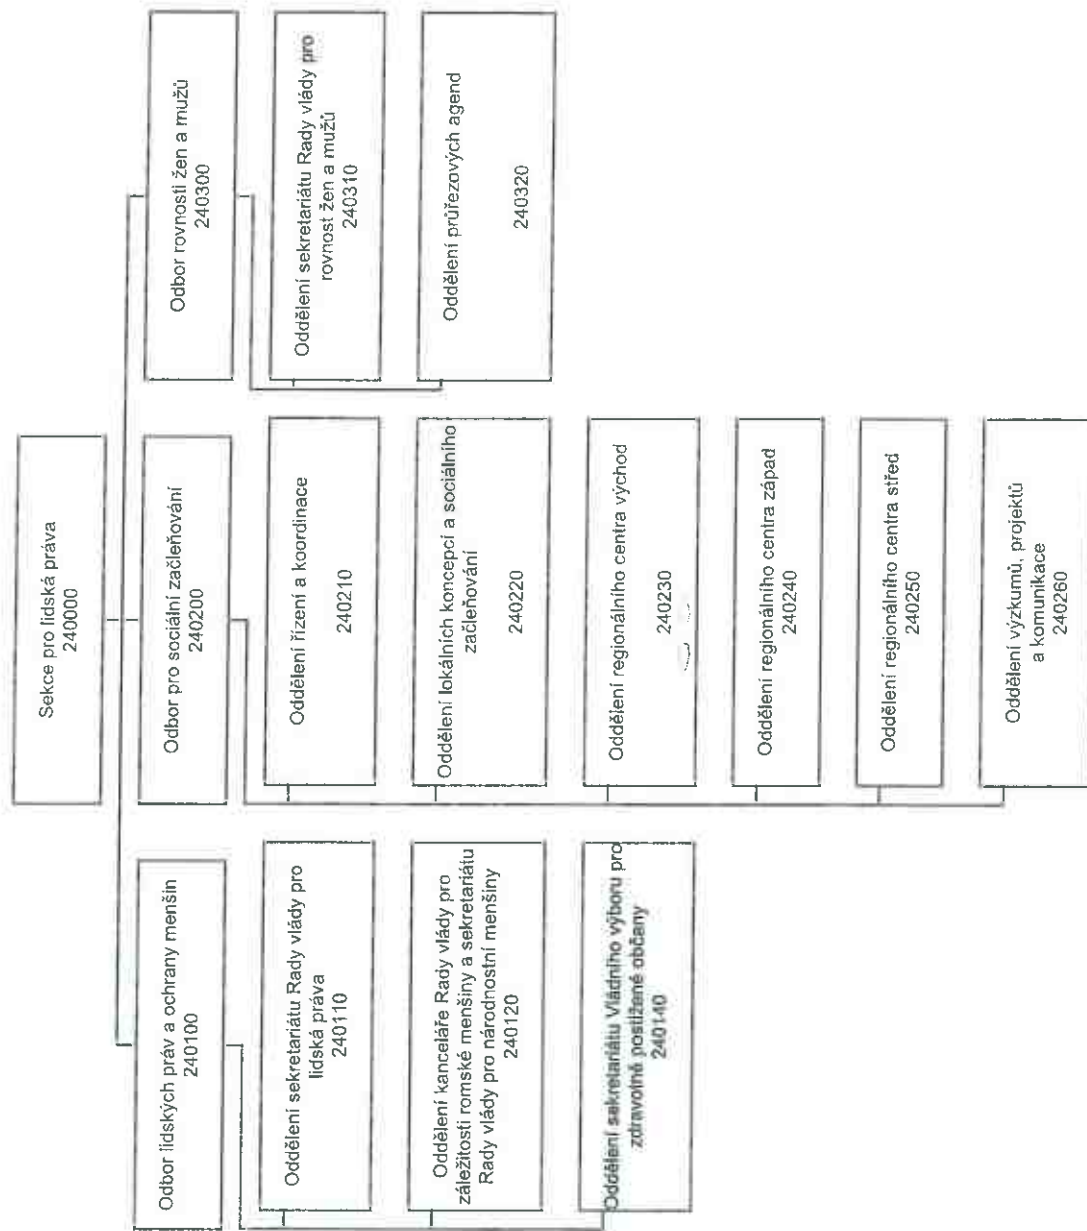 Sekce pro lidská práva
240000
Odbor lidských práv a ochrany menšin
240100
Oddělení sekretariátu Rady vlády pro
lidská práva
240110
Oddělení kanceláře Rady vlády pro
záležitosti romské menšiny a sekretariátu
Rady vlády pro národnostní menšiny
240120
Oddělení sekretariátu Vládního výboru pro
zdravotně postižené občany
240140
Odbor pro sociální začleňování
240200
Oddělení řízení a koordinace
240210
Oddělení lokálních koncepcí a sociálního
začleňování
240220
Oddělení regionálního centra východ
240230
Oddělení regionálního centra západ
240240
Oddělení regionálního centra střed
240250
Oddělení výzkumů, projektů
a komunikace
240260
Odbor rovnosti žen a mužů
240300
Oddělení sekretariátu Rady vlády pro
rovnost žen a mužů
240310
Oddělení průřezových agend
240320